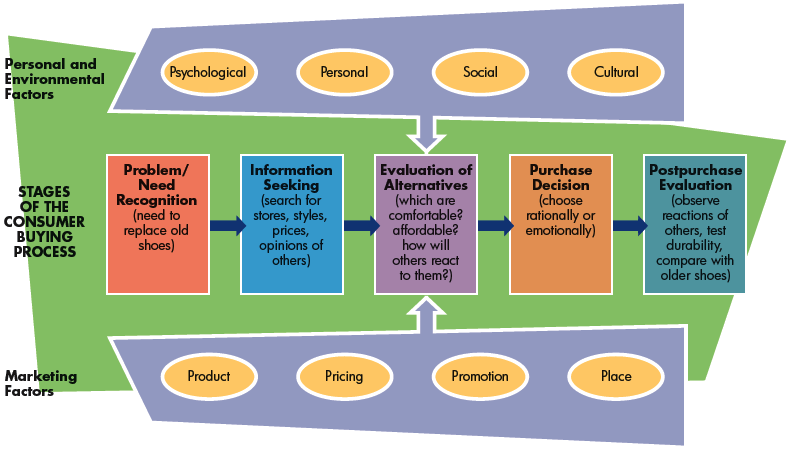 Personal and
Environmental
Factors
Psychological
Personal
Social
Cultural
STAGES
OF THE
CONSUMER
BUYING
PROCESS
Problem/
Need
Recognition
(need to
replace old
shoes)
Information
Seeking
(search for
stores, styles,
prices,
opinions of
others)
Evaluation of
Alternatives
(which are
comfortable?
affordable?
how will
others react
to them?)
Purchase
Decision
(choose
rationally or
emotionally)
Postpurchase
Evaluation
(observe
reactions of
others, test
durability,
compare with
older shoes)
Marketing
Factors
Product
Pricing
Promotion
Place